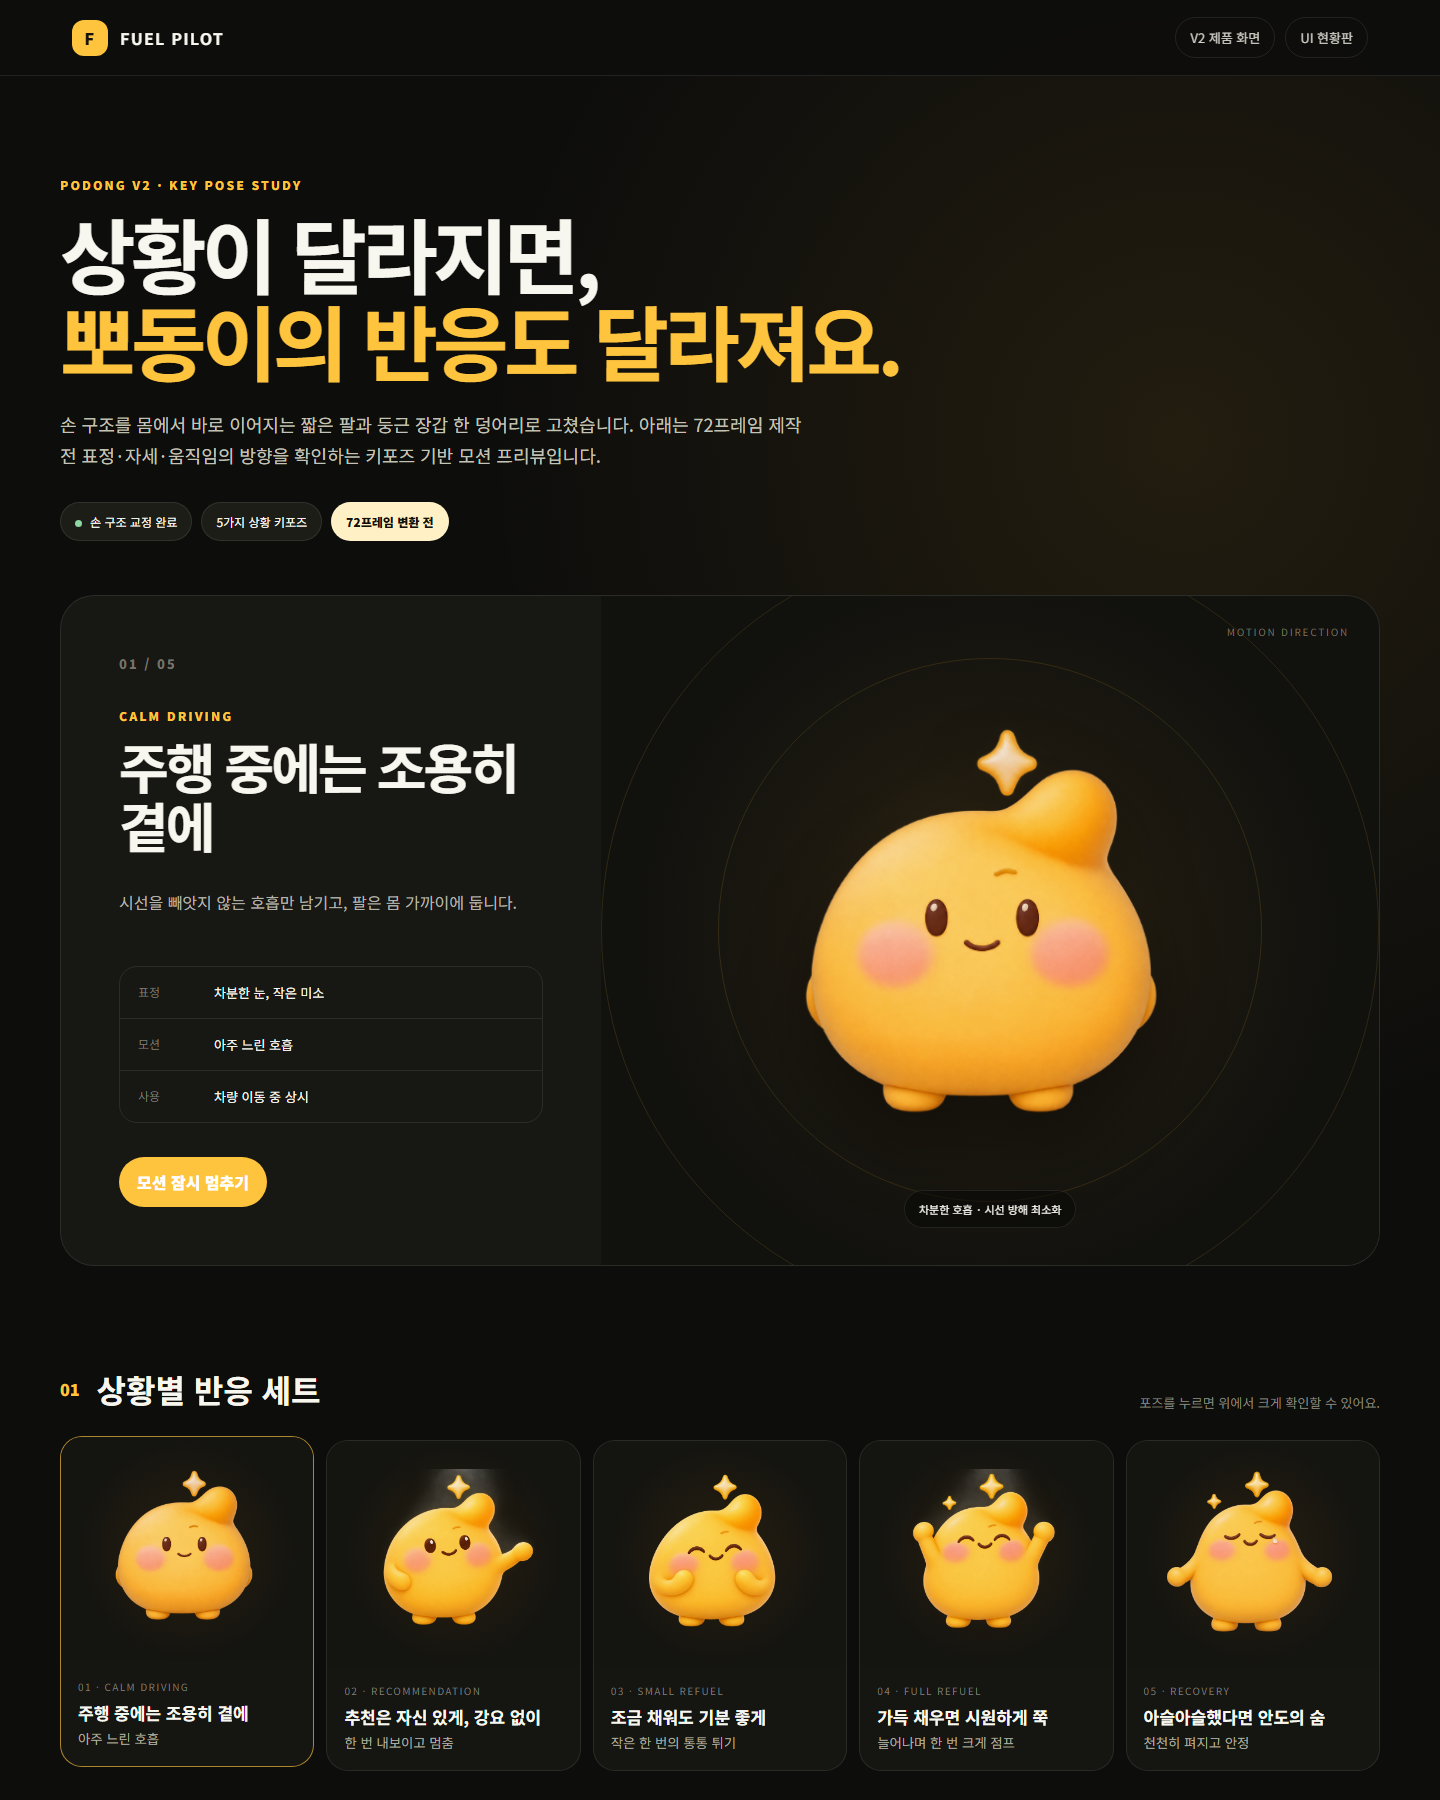 F
FUEL PILOT
V2 제품 화면
UI 현황판
PODONG V2 · KEY POSE STUDY
상황이 달라지면,
뽀동이의 반응도 달라져요.
손 구조를 몸에서 바로 이어지는 짧은 팔과 둥근 장갑 한 덩어리로 고쳤습니다. 아래는 72프레임 제작
전 표정·자세·움직임의 방향을 확인하는 키포즈 기반 모션 프리뷰입니다.
손 구조 교정 완료
5가지 상황 키포즈
72프레임 변환 전
01 / 05
CALM DRIVING
주행 중에는 조용히
곁에
시선을 빼앗지 않는 호흡만 남기고, 팔은 몸 가까이에 둡니다.
표정 차분한 눈, 작은 미소
모션 아주 느린 호흡
사용 차량 이동 중 상시
모션 잠시 멈추기
MOTION DIRECTION
차분한 호흡 · 시선 방해 최소화
01 상황별 반응 세트
포즈를 누르면 위에서 크게 확인할 수 있어요.
01 · CALM DRIVING
주행 중에는 조용히 곁에
아주 느린 호흡
02 · RECOMMENDATION
추천은 자신 있게, 강요 없이
한 번 내보이고 멈춤
03 · SMALL REFUEL
조금 채워도 기분 좋게
작은 한 번의 통통 튀기
04 · FULL REFUEL
가득 채우면 시원하게 쭉
늘어나며 한 번 크게 점프
05 · RECOVERY
아슬아슬했다면 안도의 숨
천천히 펴지고 안정